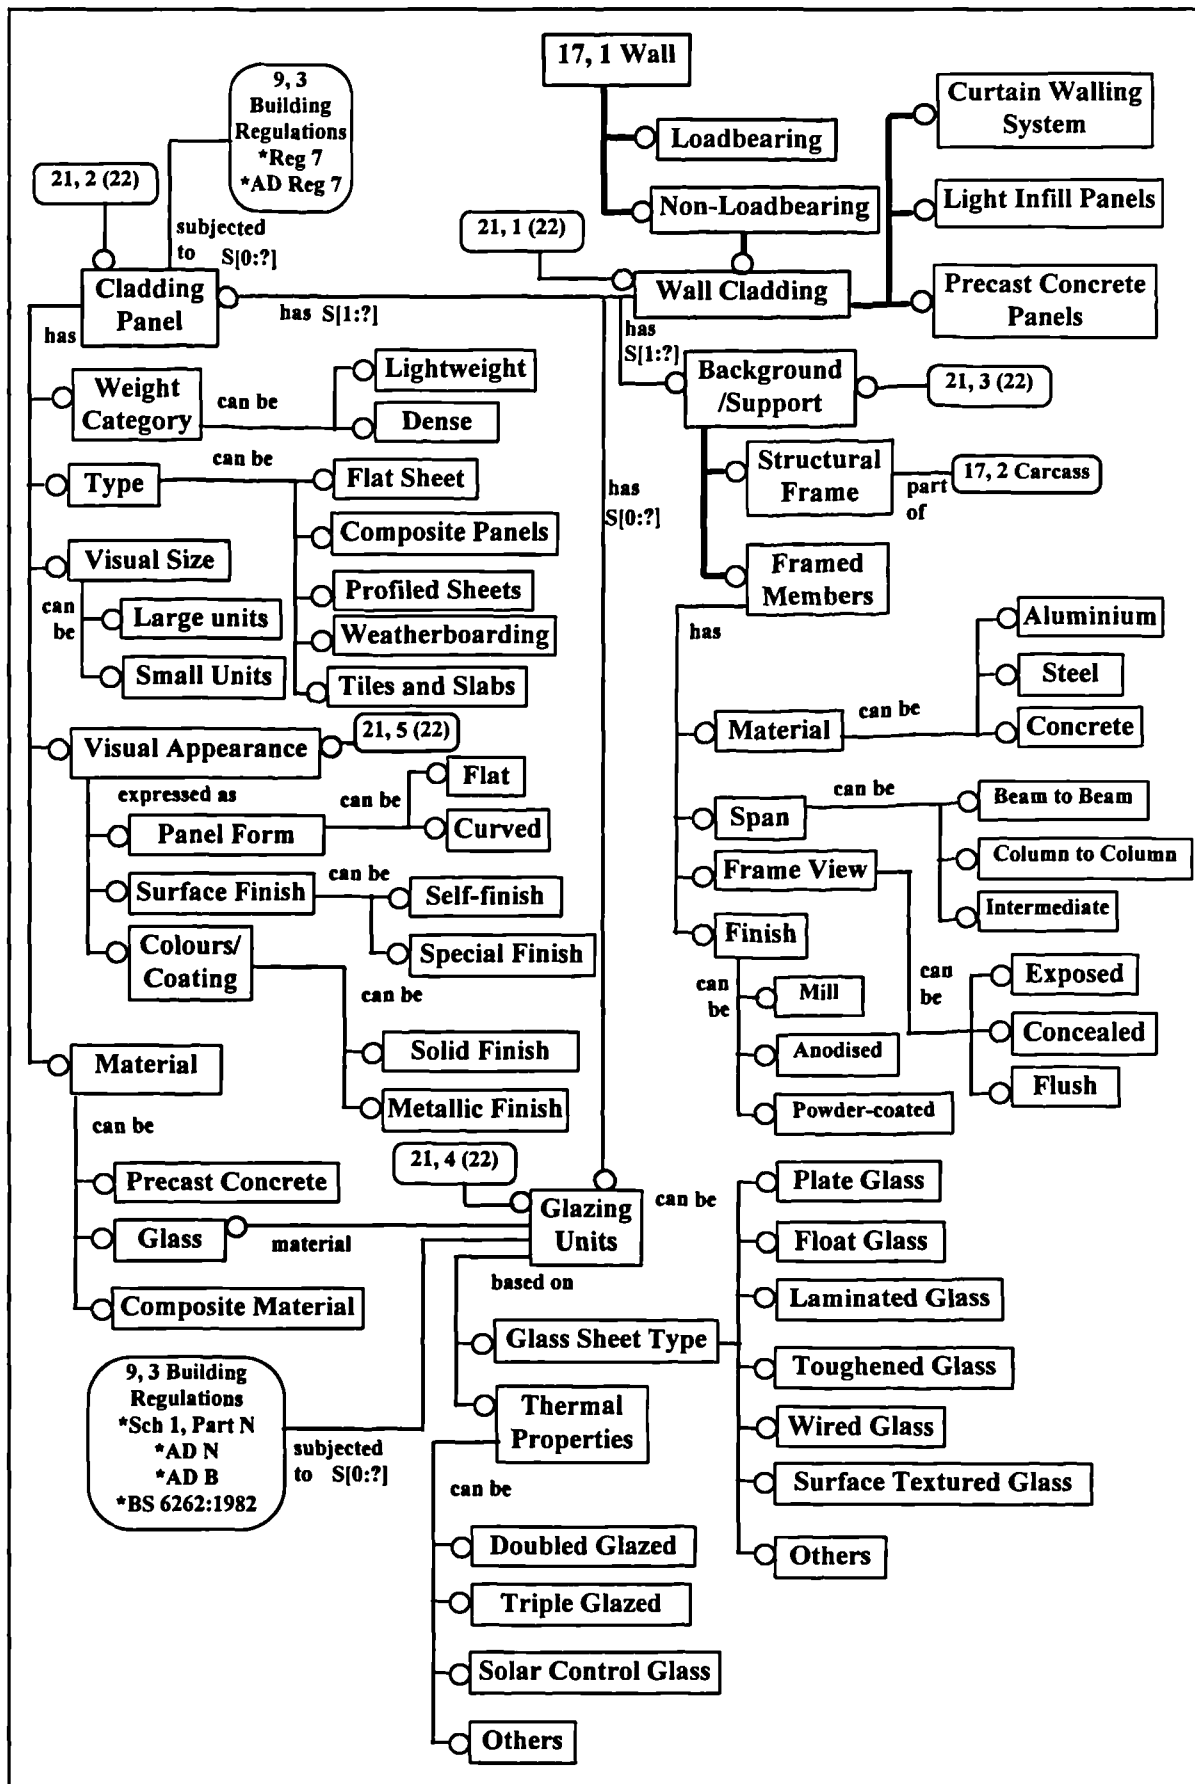 17, 1 Wall
9, 3
Building
Regulations
*Reg 7
*AD Reg 7
Curtain Walling
System
Loadbearing
21, 2 (22)
Non-Loadbearing
Light Infill Panels
21, 1 (22)
subjected
to S[0:?]
Cladding
Panel
has S[1:?]
Wall Cladding
Precast Concrete
Panels
has
has
S[1:?]
Background
/Support
21, 3 (22)
Weight
Category
can be
Lightweight
Dense
Type
can be
Flat Sheet
Composite Panels
Profiled Sheets
Weatherboarding
Tiles and Slabs
has
S[0:?]
Structural
Frame
part
of
17, 2 Carcass
Framed
Members
Visual Size
can
be
Large units
Small Units
has
Material
can be
Aluminium
Steel
Concrete
Visual Appearance
21, 5 (22)
expressed as
Panel Form
can be
Flat
Curved
Surface Finish
can be
Self-finish
Special Finish
Colours/
Coating
can be
Solid Finish
Metallic Finish
Span
can be
Beam to Beam
Column to Column
Intermediate
Frame View
can
be
Exposed
Concealed
Flush
Finish
can
be
Mill
Anodised
Powder-coated
Material
can be
Precast Concrete
Glass
material
Composite Material
21, 4 (22)
Glazing
Units
based on
can be
Glass Sheet Type
Plate Glass
Float Glass
Laminated Glass
Toughened Glass
Wired Glass
Surface Textured Glass
Others
9, 3 Building
Regulations
*Sch 1, Part N
*AD N
*AD B
*BS 6262:1982
subjected
to S[0:?]
Thermal
Properties
can be
Doubled Glazed
Triple Glazed
Solar Control Glass
Others